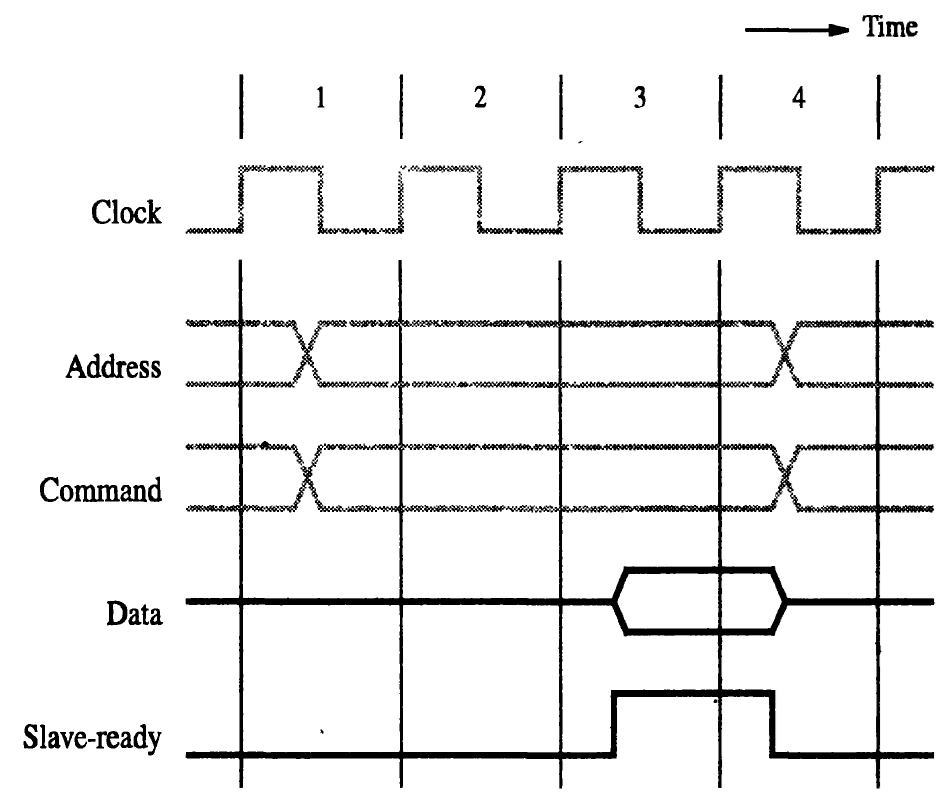 Time
1 2 3 4
Clock
Address
Command
Data
Slave-ready